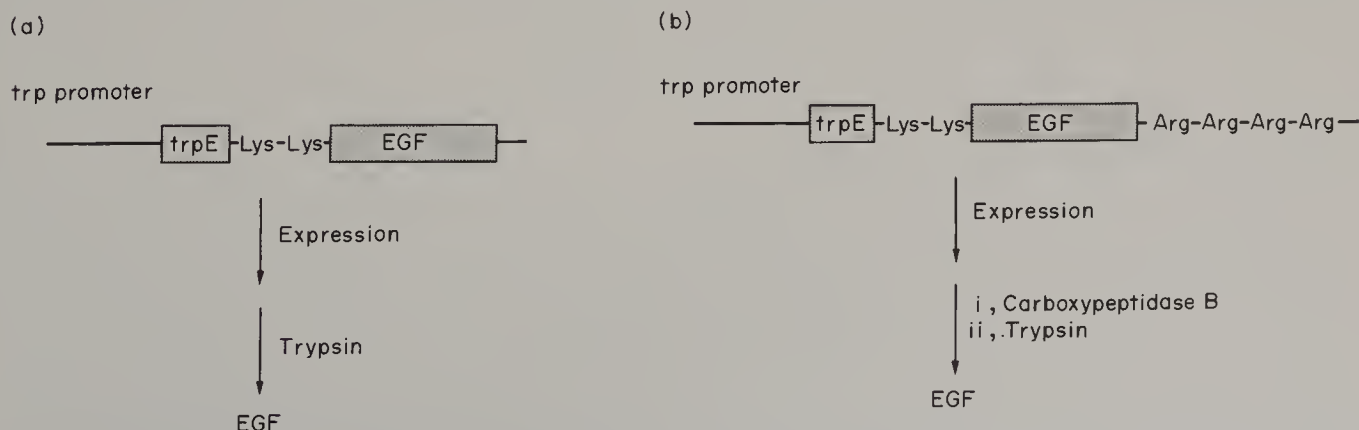 (a)
trp promoter
trpE -Lys-Lys- EGF
Expression
Trypsin
EGF
(b)
trp promoter
trpE -Lys-Lys- EGF - Arg-Arg-Arg-Arg-
Expression
i , Carboxypeptidase B
ii , .Trypsin
EGF